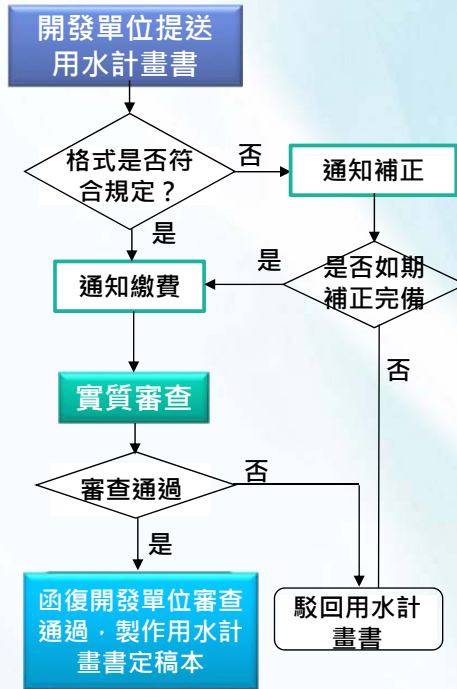 開發單位提送
用水計畫書
格式是否符
合規定？
否
通知補正
是
是
是否如期
補正完備
通知繳費
否
實質審查
審查通過
否
是
函復開發單位審查
通過，製作用水計
畫書定稿本
駁回用水計
畫書